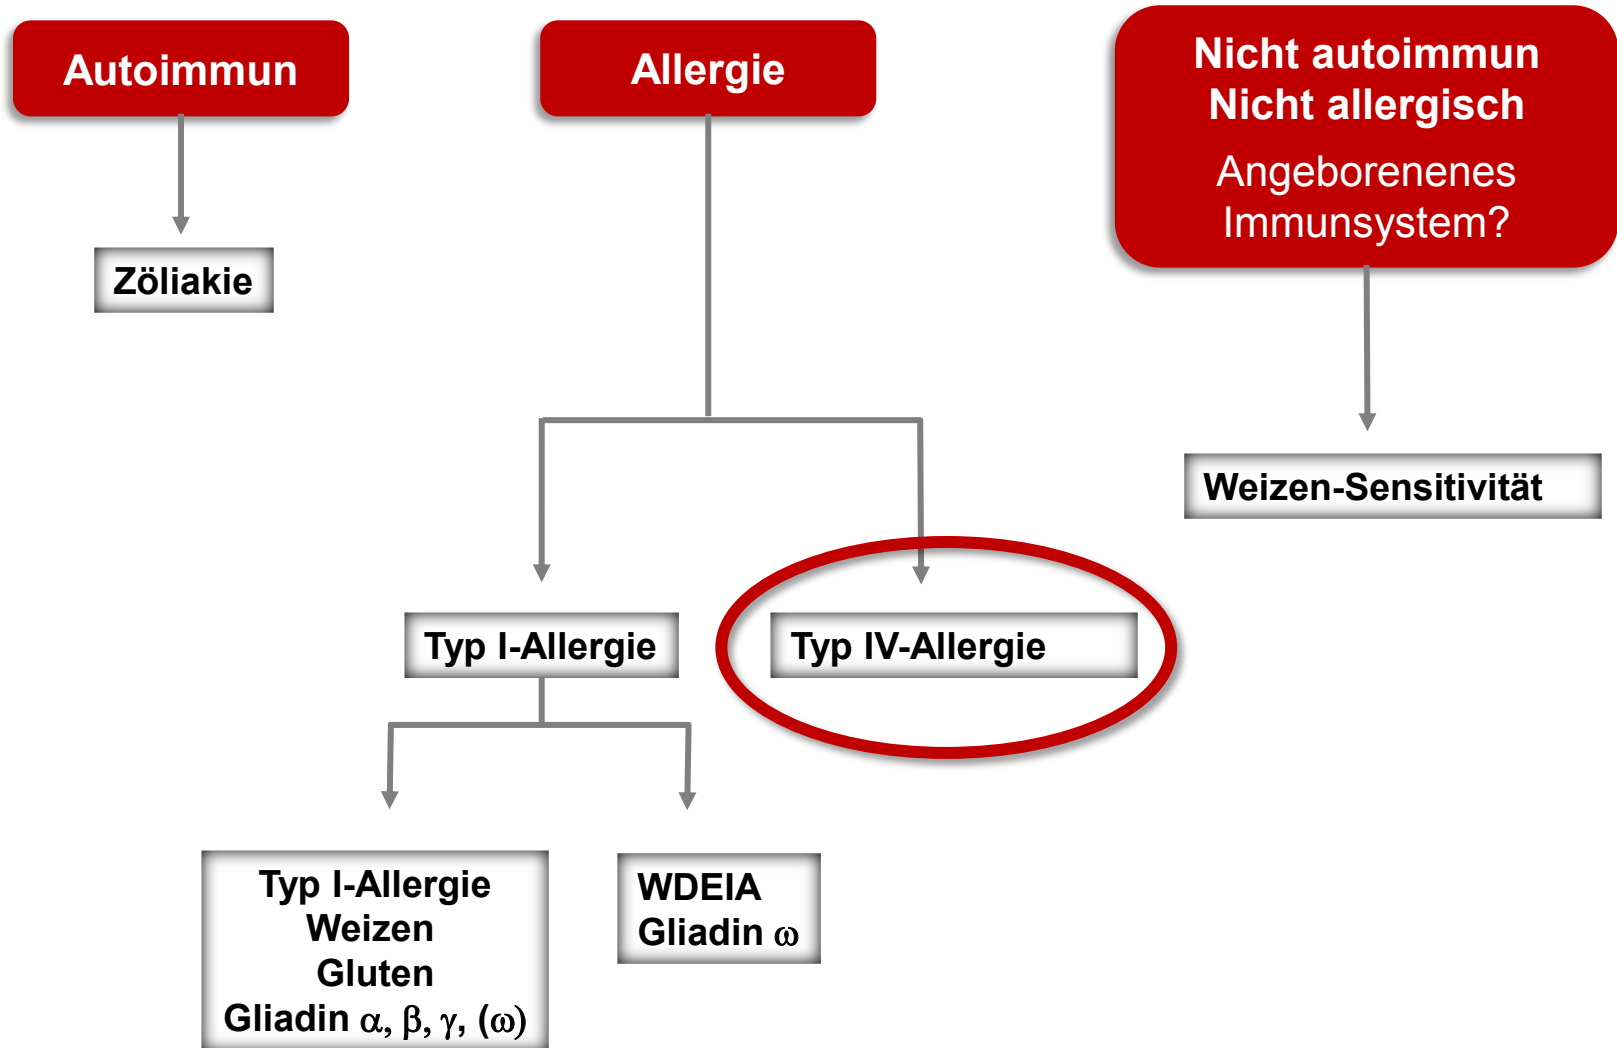 Autoimmun
Allergie
Nicht autoimmun
Nicht allergisch
Angeborenenes
Immunsystem?
Zöliakie
Weizen-Sensitivität
Typ I-Allergie
Typ IV-Allergie
Typ I-Allergie
Weizen
Gluten
Gliadin α, β, γ, (ω)
WDEIA
Gliadin ω